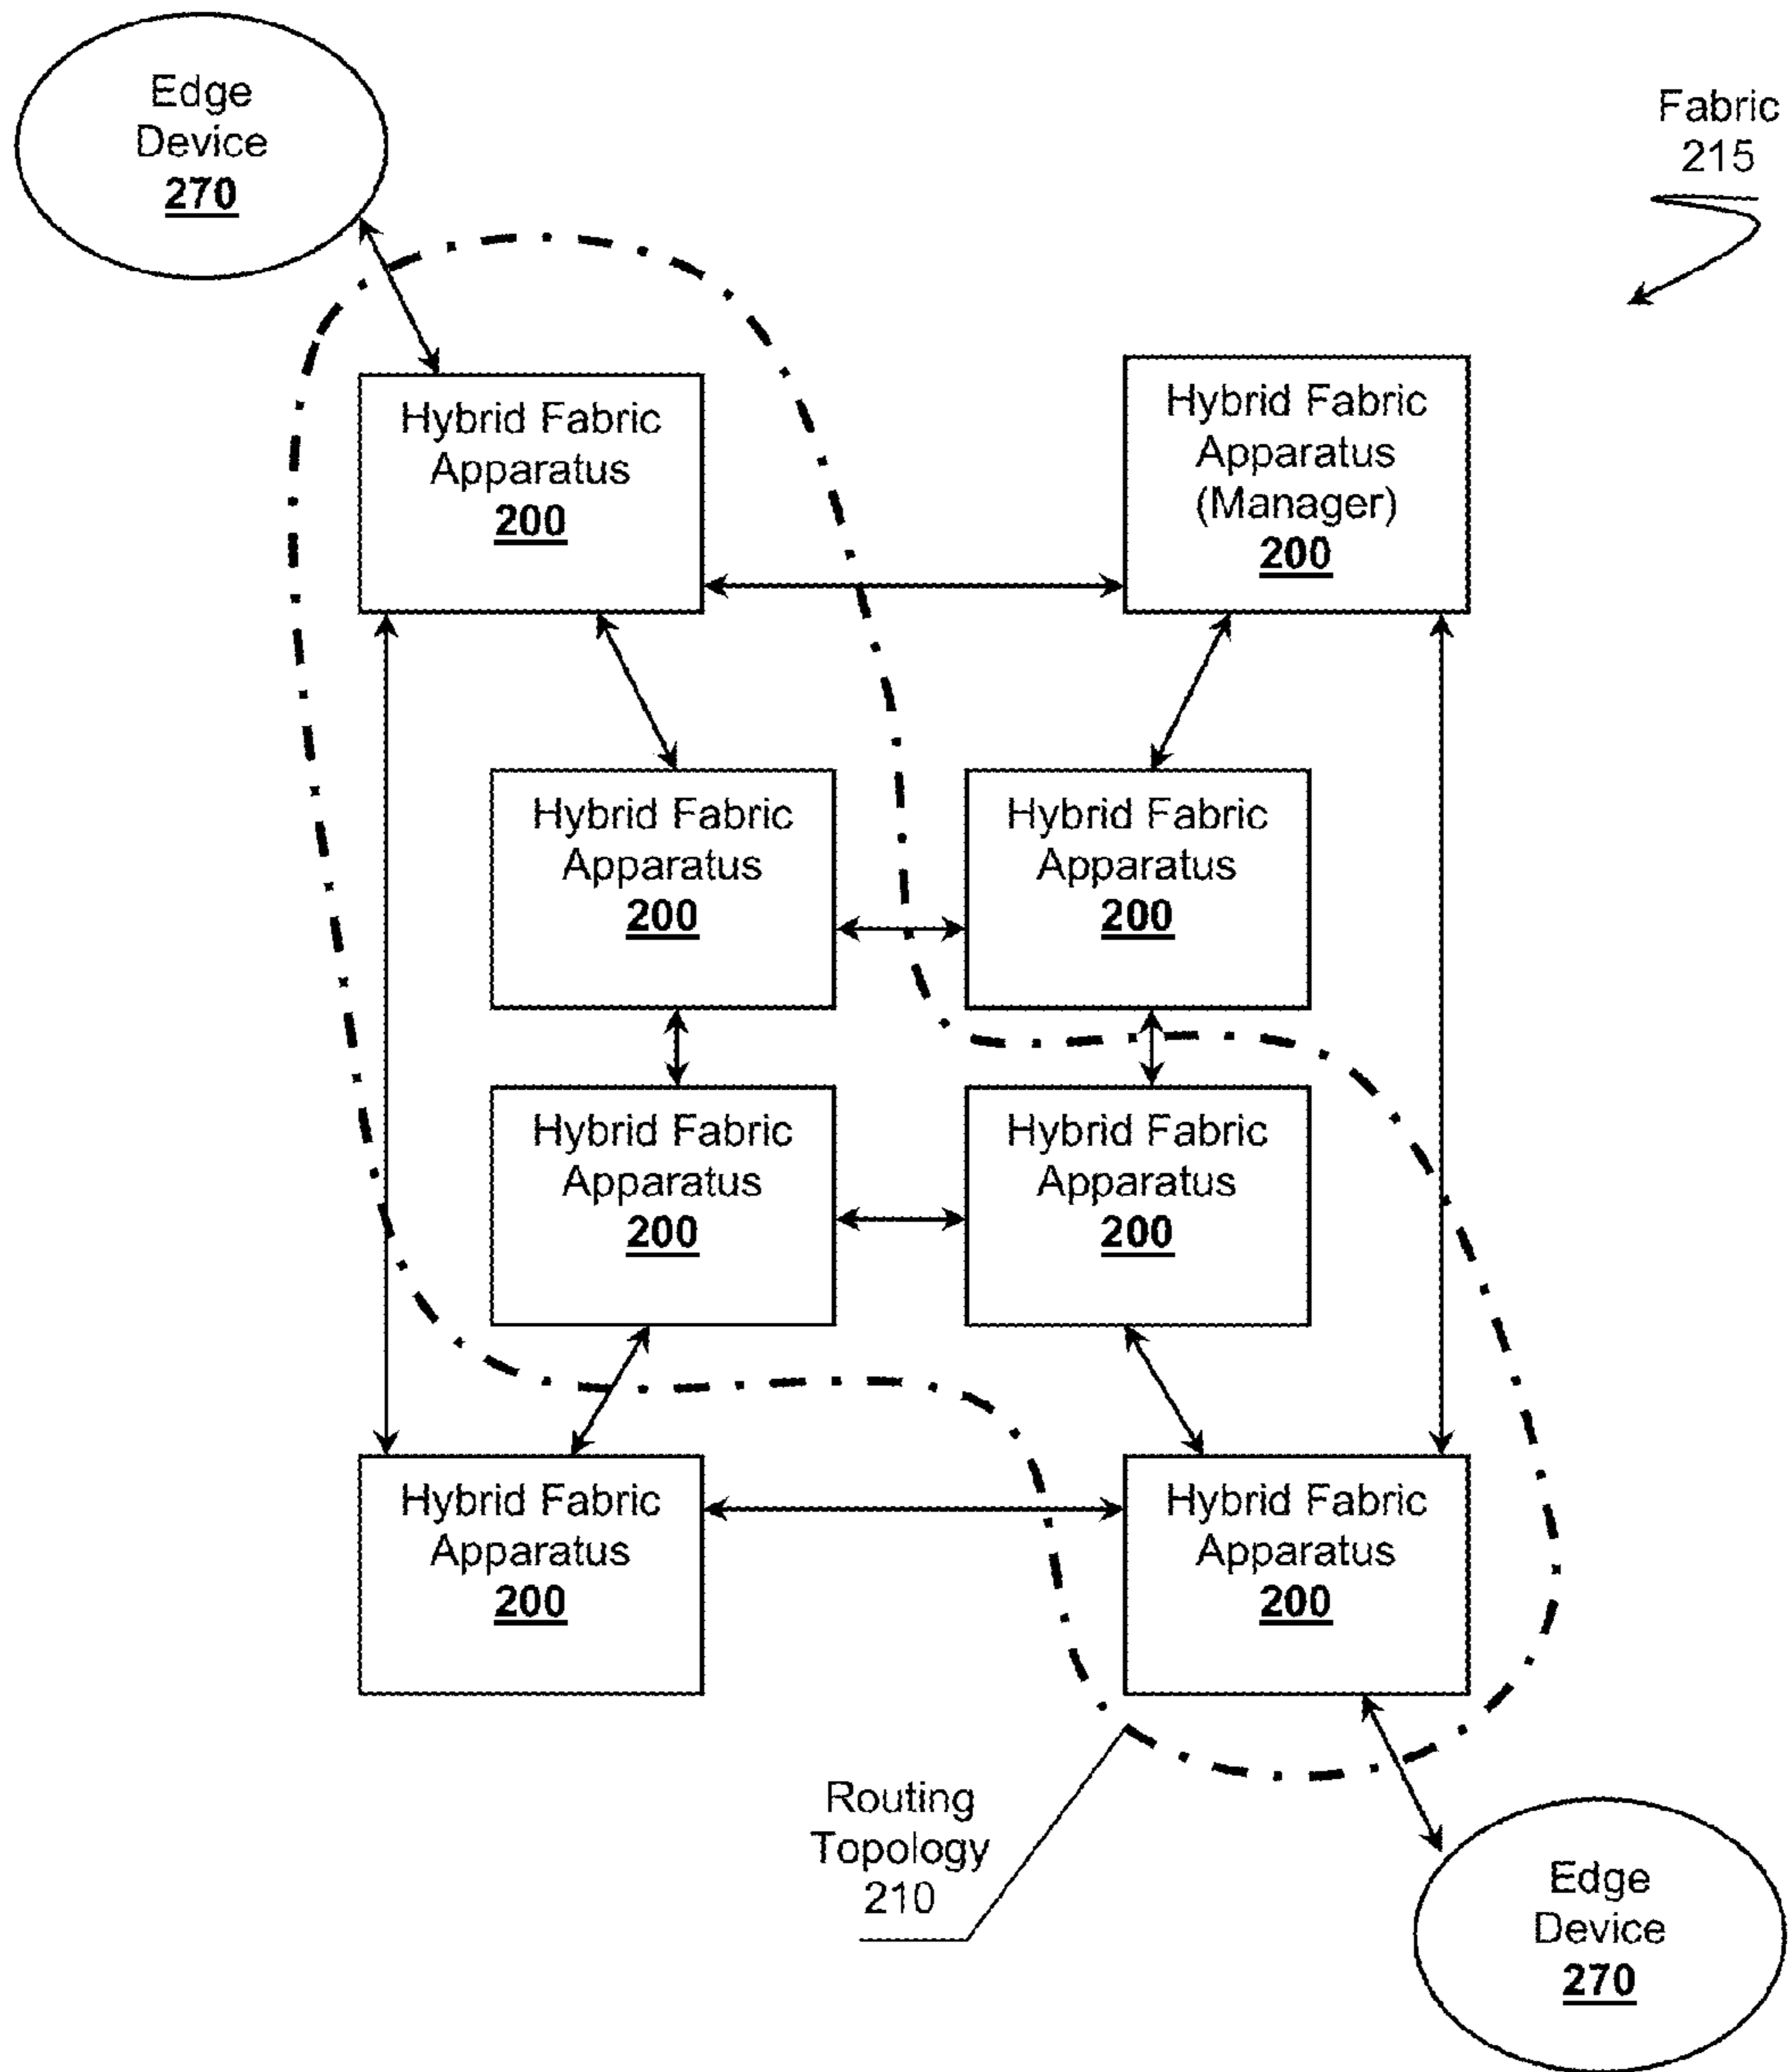 Edge
Device
270
Fabric
215
Hybrid Fabric
Apparatus
200
Hybrid Fabric
Apparatus
(Manager)
200
Hybrid Fabric
Apparatus
200
Hybrid Fabric
Apparatus
200
Hybrid Fabric
Apparatus
200
Hybrid Fabric
Apparatus
200
Hybrid Fabric
Apparatus
200
Hybrid Fabric
Apparatus
200
Routing
Topology
210
Edge
Device
270